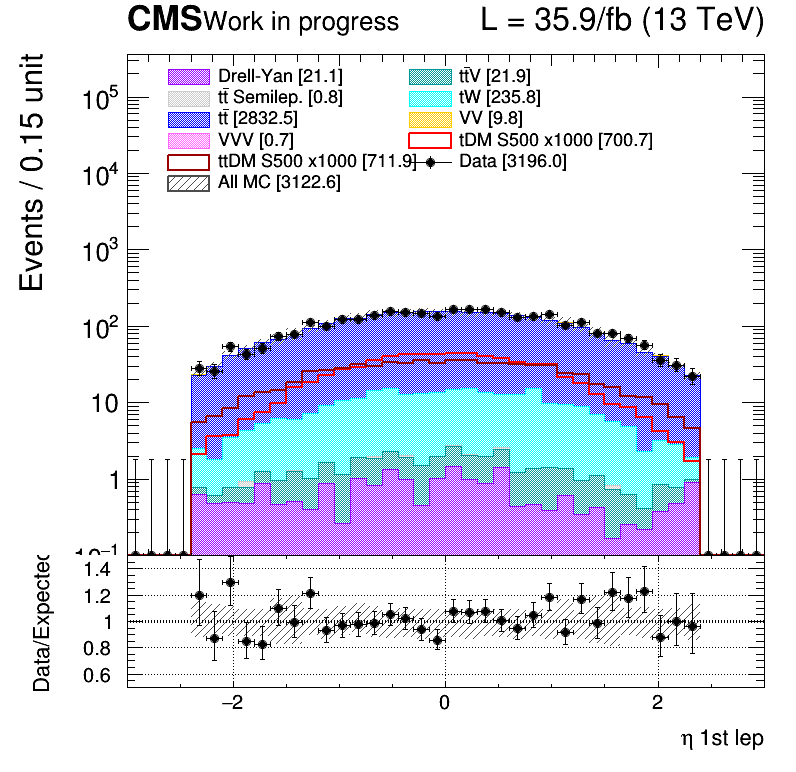 CMS Work in progress L = 35.9/fb (13 TeV)
Events / 0.15 unit
10⁵
10⁴
10³
10²
10
1
10⁻¹
Drell-Yan [21.1] tt̄V [21.9]
tt̄ Semilep. [0.8] tW [235.8]
tt̄ [2832.5] VV [9.8]
VVV [0.7] tDM S500 x1000 [700.7]
ttDM S500 x1000 [711.9] Data [3196.0]
All MC [3122.6]
Data/Expected
1.4
1.2
1
0.8
0.6
−2 0 2
η 1st lep